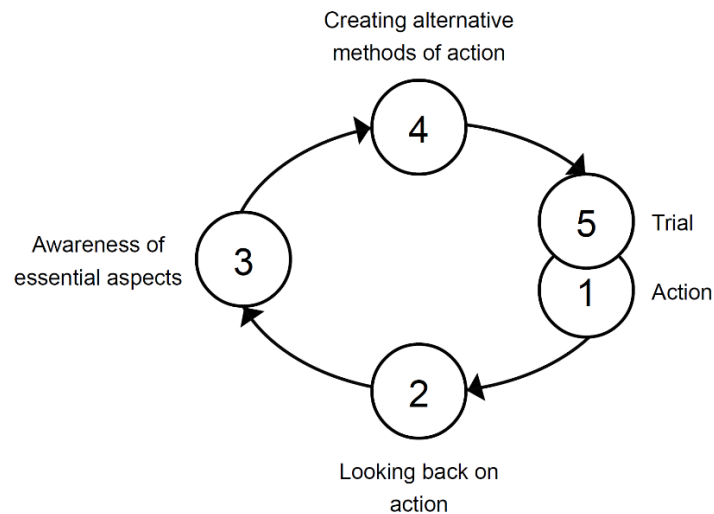 Creating alternative
methods of action
4
5
Trial
Awareness of
essential aspects
3
1
Action
2
Looking back on
action